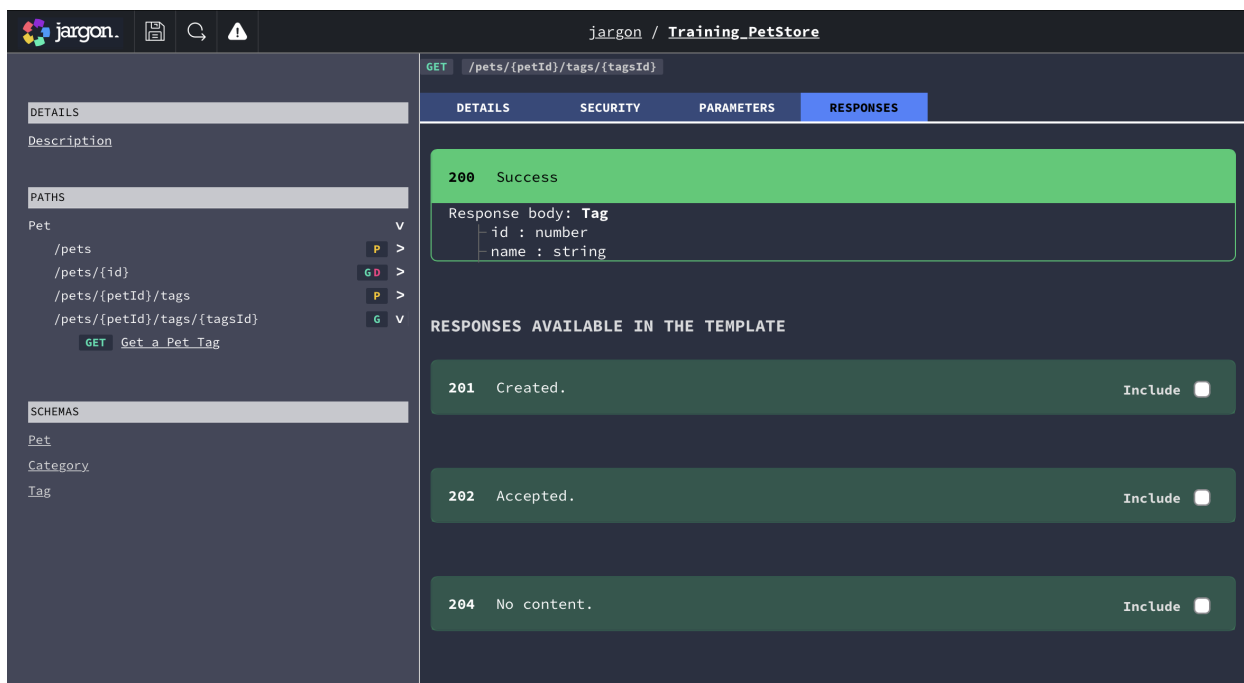 jargon.
jargon / Training_PetStore
DETAILS
Description
PATHS
Pet
/pets P
/pets/{id} G D
/pets/{petId}/tags P
/pets/{petId}/tags/{tagsId} G
GET Get a Pet Tag
SCHEMAS
Pet
Category
Tag
GET /pets/{petId}/tags/{tagsId}
DETAILS SECURITY PARAMETERS RESPONSES
200 Success
Response body: Tag
id : number
name : string
RESPONSES AVAILABLE IN THE TEMPLATE
201 Created. Include
202 Accepted. Include
204 No content. Include